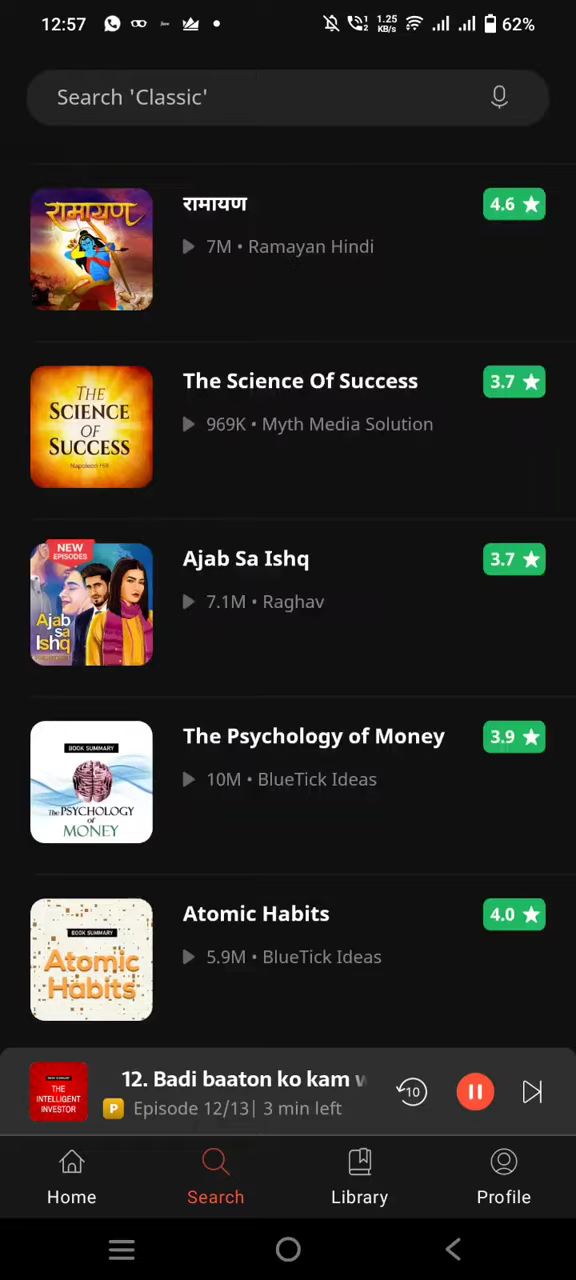 12:57
1.25
KB/s
62%
Search 'Classic'
रामायण
रामायण
4.6
7M • Ramayan Hindi
THE
SCIENCE
OF
SUCCESS
Napoleon Hill
The Science Of Success
3.7
969K • Myth Media Solution
NEW
EPISODES
Ajab
sa
Ishq
Ajab Sa Ishq
3.7
7.1M • Raghav
BOOK SUMMARY
The PSYCHOLOGY
of
MONEY
The Psychology of Money
3.9
10M • BlueTick Ideas
BOOK SUMMARY
Atomic
Habits
Atomic Habits
4.0
5.9M • BlueTick Ideas
THE
INTELLIGENT
INVESTOR
12. Badi baaton ko kam
P Episode 12/13| 3 min left
10
Home
Search
Library
Profile